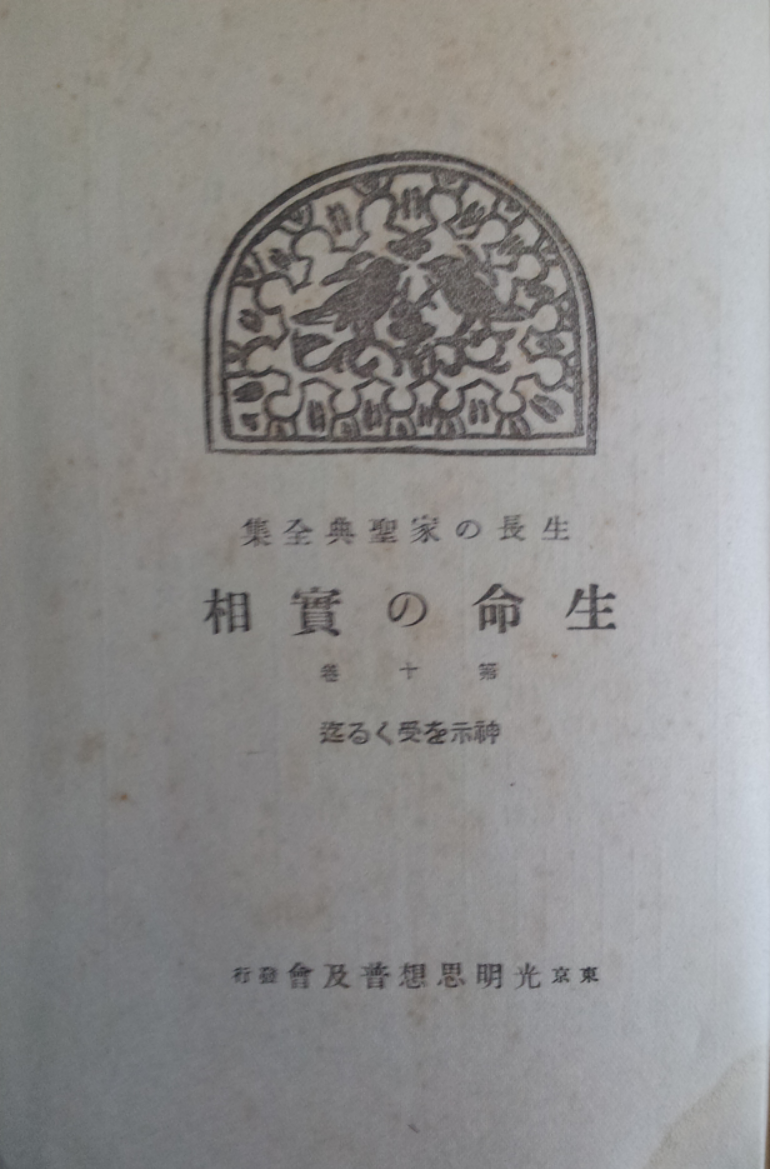 生長の家聖典全集
生命の實相
第十卷
神示を受くる迄
東京光明思想普及會發行